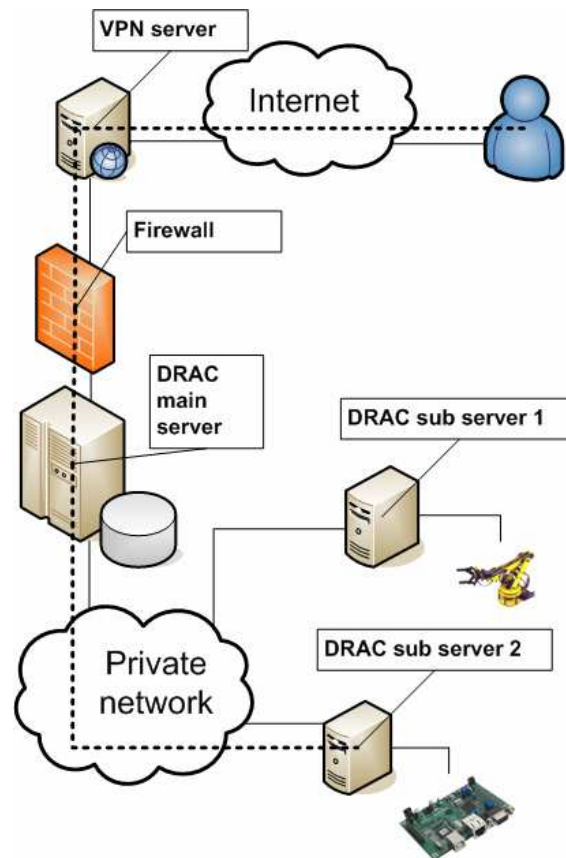 VPN server
Internet
Firewall
DRAC
main
server
DRAC sub server 1
Private
network
DRAC sub server 2